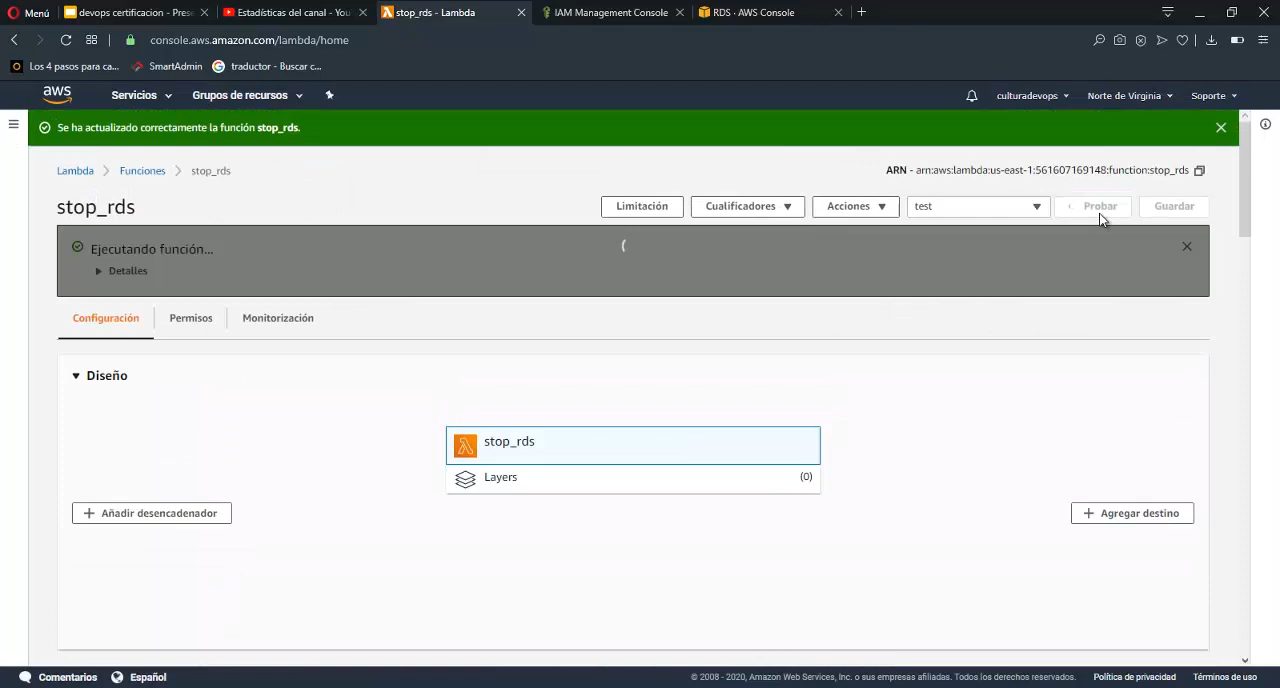 Menú
devops certificacion - Prese
Estadísticas del canal - You
stop_rds - Lambda
IAM Management Console
RDS · AWS Console
console.aws.amazon.com/lambda/home
Los 4 pasos para ca...
SmartAdmin
traductor - Buscar c...
aws
Servicios
Grupos de recursos
culturadevops
Norte de Virginia
Soporte
Se ha actualizado correctamente la función stop_rds.
Lambda
Funciones
stop_rds
ARN - arn:aws:lambda:us-east-1:561607169148:function:stop_rds
stop_rds
Limitación
Cualificadores
Acciones
test
Probar
Guardar
Ejecutando función...
Detalles
Configuración
Permisos
Monitorización
Diseño
stop_rds
Layers
(0)
Añadir desencadenador
Agregar destino
Comentarios
Español
© 2008 - 2020, Amazon Web Services, Inc. o sus empresas afiliadas. Todos los derechos reservados.
Política de privacidad
Términos de uso